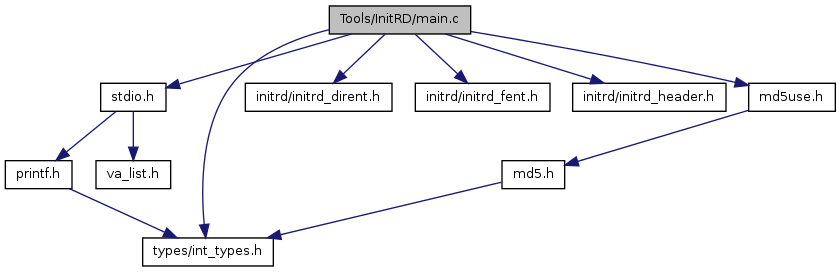 Tools/InitRD/main.c
stdio.h
initrd/initrd_dirent.h
initrd/initrd_fent.h
initrd/initrd_header.h
md5use.h
printf.h
va_list.h
md5.h
types/int_types.h